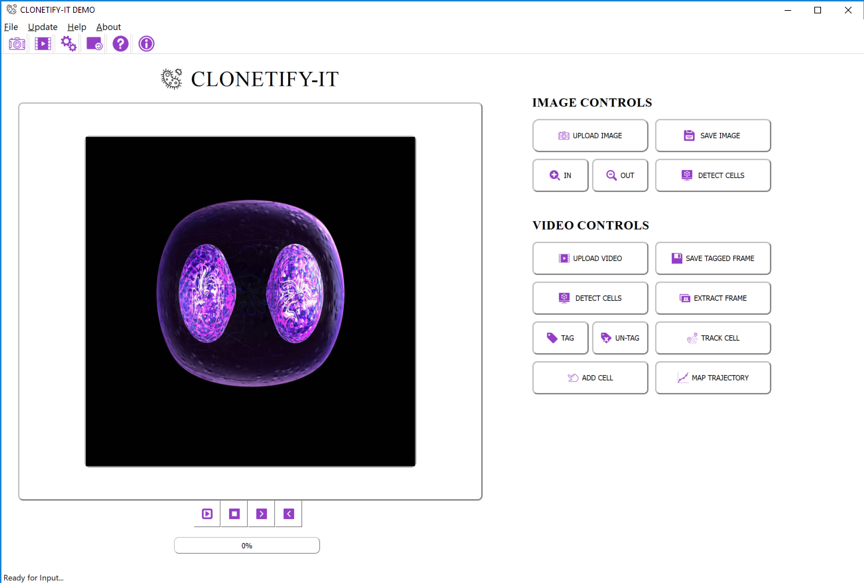 CLONETIFY-IT DEMO
File Update Help About
CLONETIFY-IT
IMAGE CONTROLS
UPLOAD IMAGE
SAVE IMAGE
IN
OUT
DETECT CELLS
VIDEO CONTROLS
UPLOAD VIDEO
SAVE TAGGED FRAME
DETECT CELLS
EXTRACT FRAME
TAG
UN-TAG
TRACK CELL
ADD CELL
MAP TRAJECTORY
0%
Ready for Input...